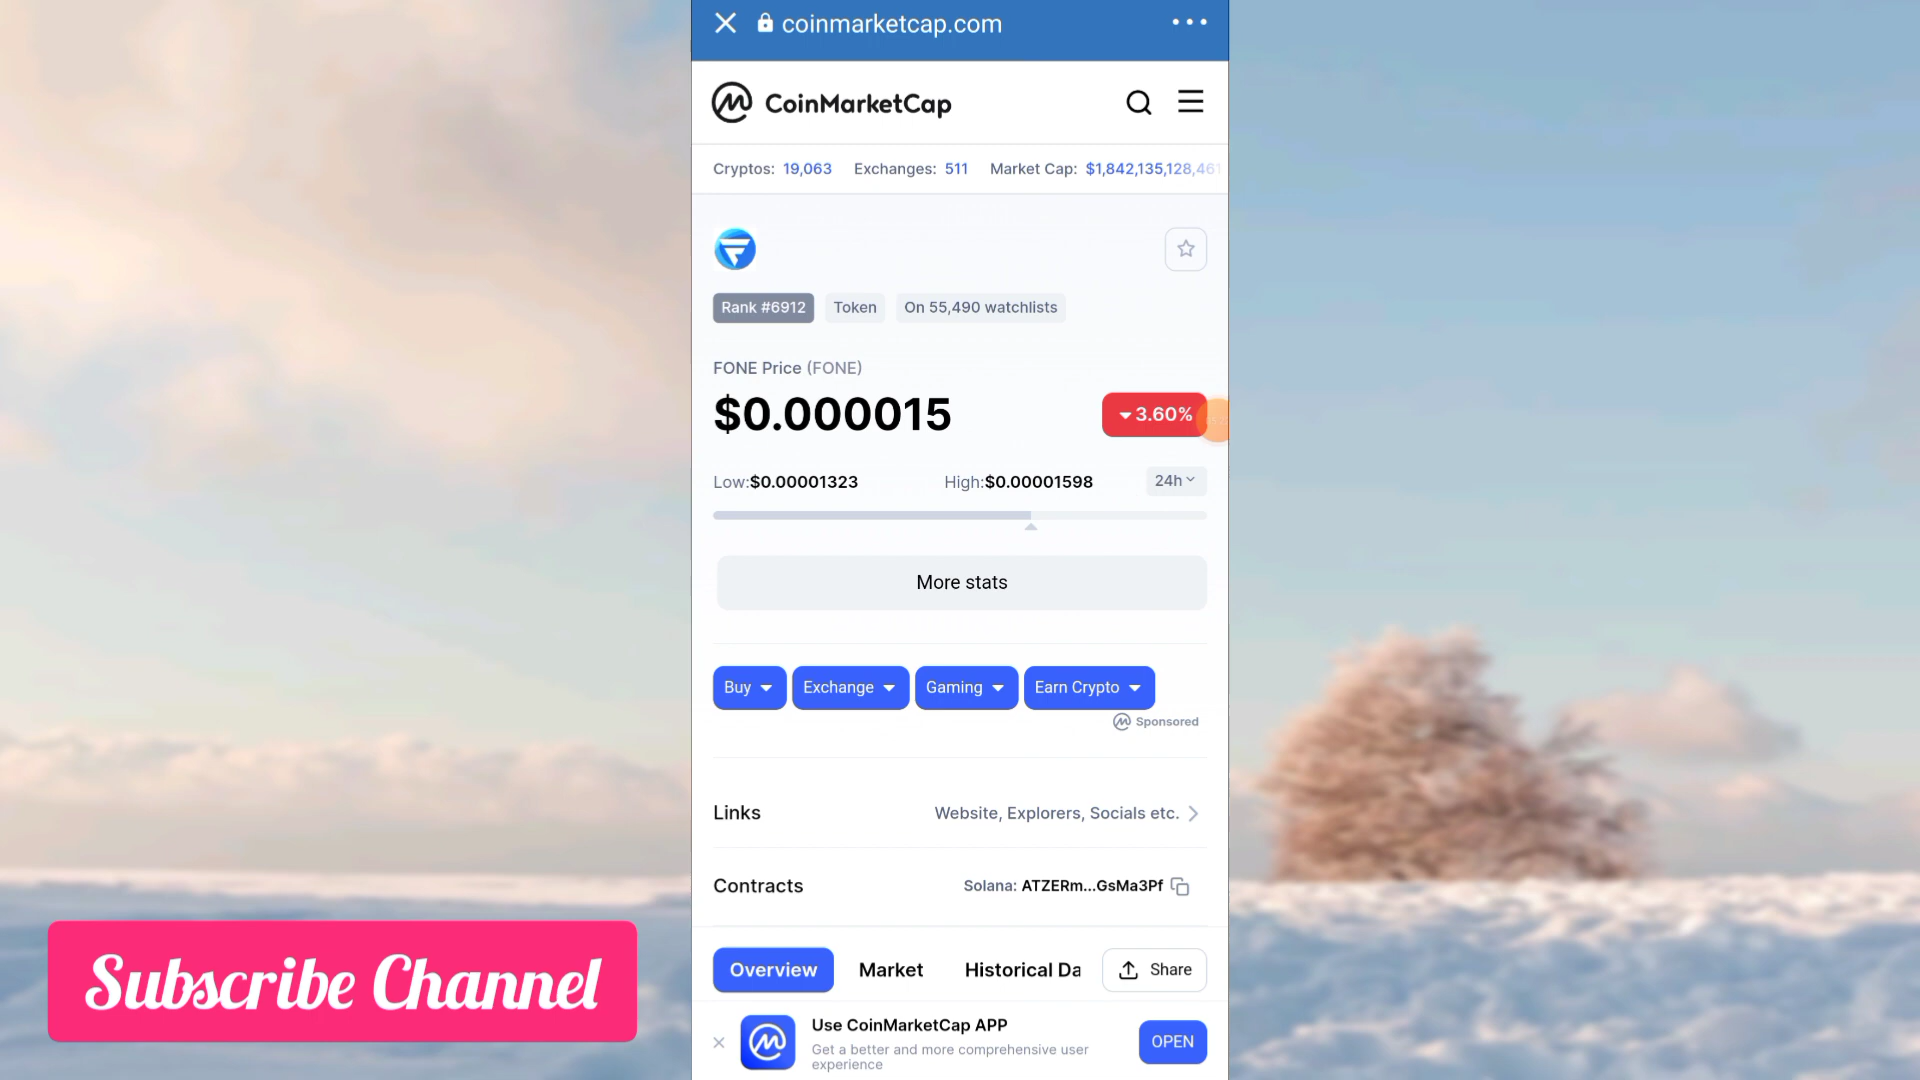 coinmarketcap.com
CoinMarketCap
Cryptos: 19,063 Exchanges: 511 Market Cap: $1,842,135,128,461
Rank #6912 Token On 55,490 watchlists
FONE Price (FONE)
$0.000015 3.60%
Low:$0.00001323 High:$0.00001598 24h
More stats
Buy Exchange Gaming Earn Crypto
Sponsored
Links Website, Explorers, Socials etc.
Contracts Solana: ATZERm...GsMa3Pf
Overview Market Historical Da Share
Use CoinMarketCap APP
Get a better and more comprehensive user
experience
OPEN
Subscribe Channel